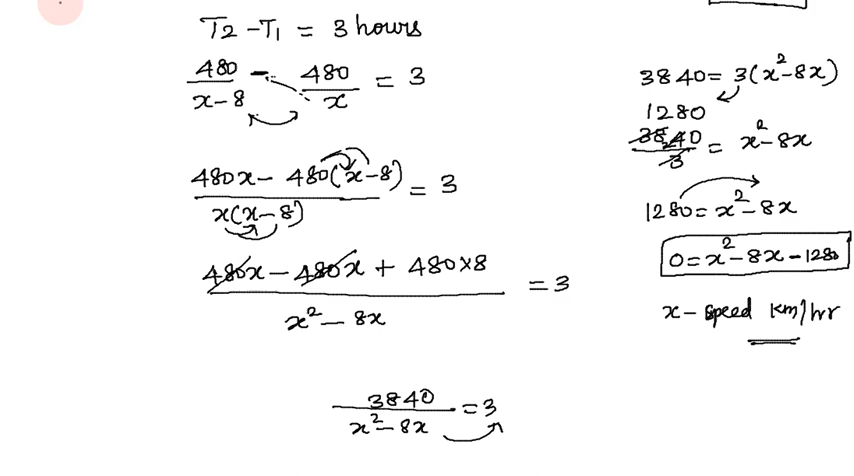 T2 - T1 = 3 hours
480/(x-8) - 480/x = 3
(480x - 480(x-8))/(x(x-8)) = 3
(480x - 480x + 480×8)/(x² - 8x) = 3
3840/(x² - 8x) = 3
3840 = 3(x² - 8x)
1280
3840/3 = x² - 8x
1280 = x² - 8x
0 = x² - 8x - 1280
x - speed km/hr